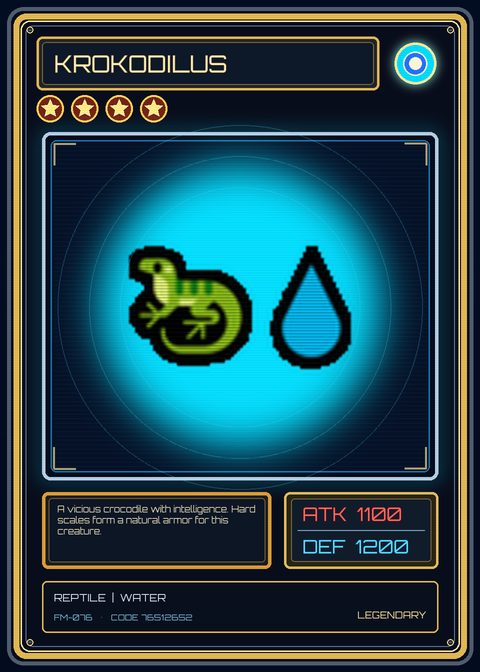 KROKODILUS
A vicious crocodile with intelligence. Hard
scales form a natural armor for this
creature.
ATK 1100
DEF 1200
REPTILE | WATER
FM-076 · CODE 76512652
LEGENDARY